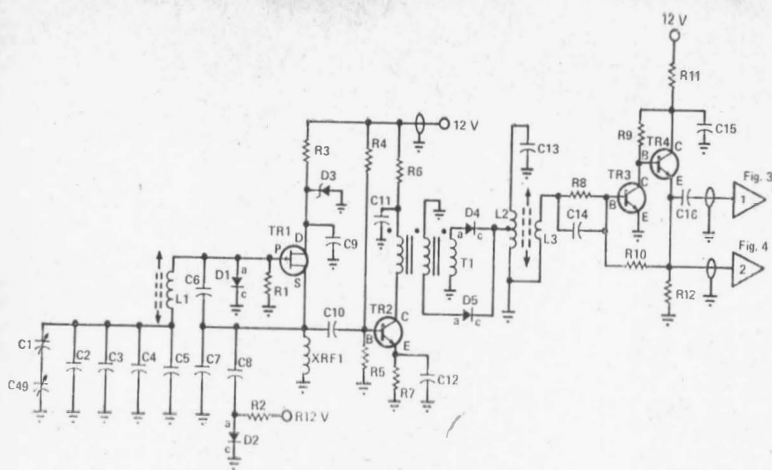 12 V
R11
R3
R4
12 V
R9
TR4
C
B
C15
R6
C13
D3
TR3
E
Fig. 3
C11
D4
L2
R8
C
1
TR1
D
a
c
B
C16
P
C9
L3
C14
E
Fig. 4
S
T1
D1
a
c
R1
C6
L1
R10
2
D5
a
c
R12
C10
TR2
C
C1
B
E
C2
C3
C4
C5
C7
C8
XRF1
R5
C12
C49
R7
R2
R12 V
a
D2
c